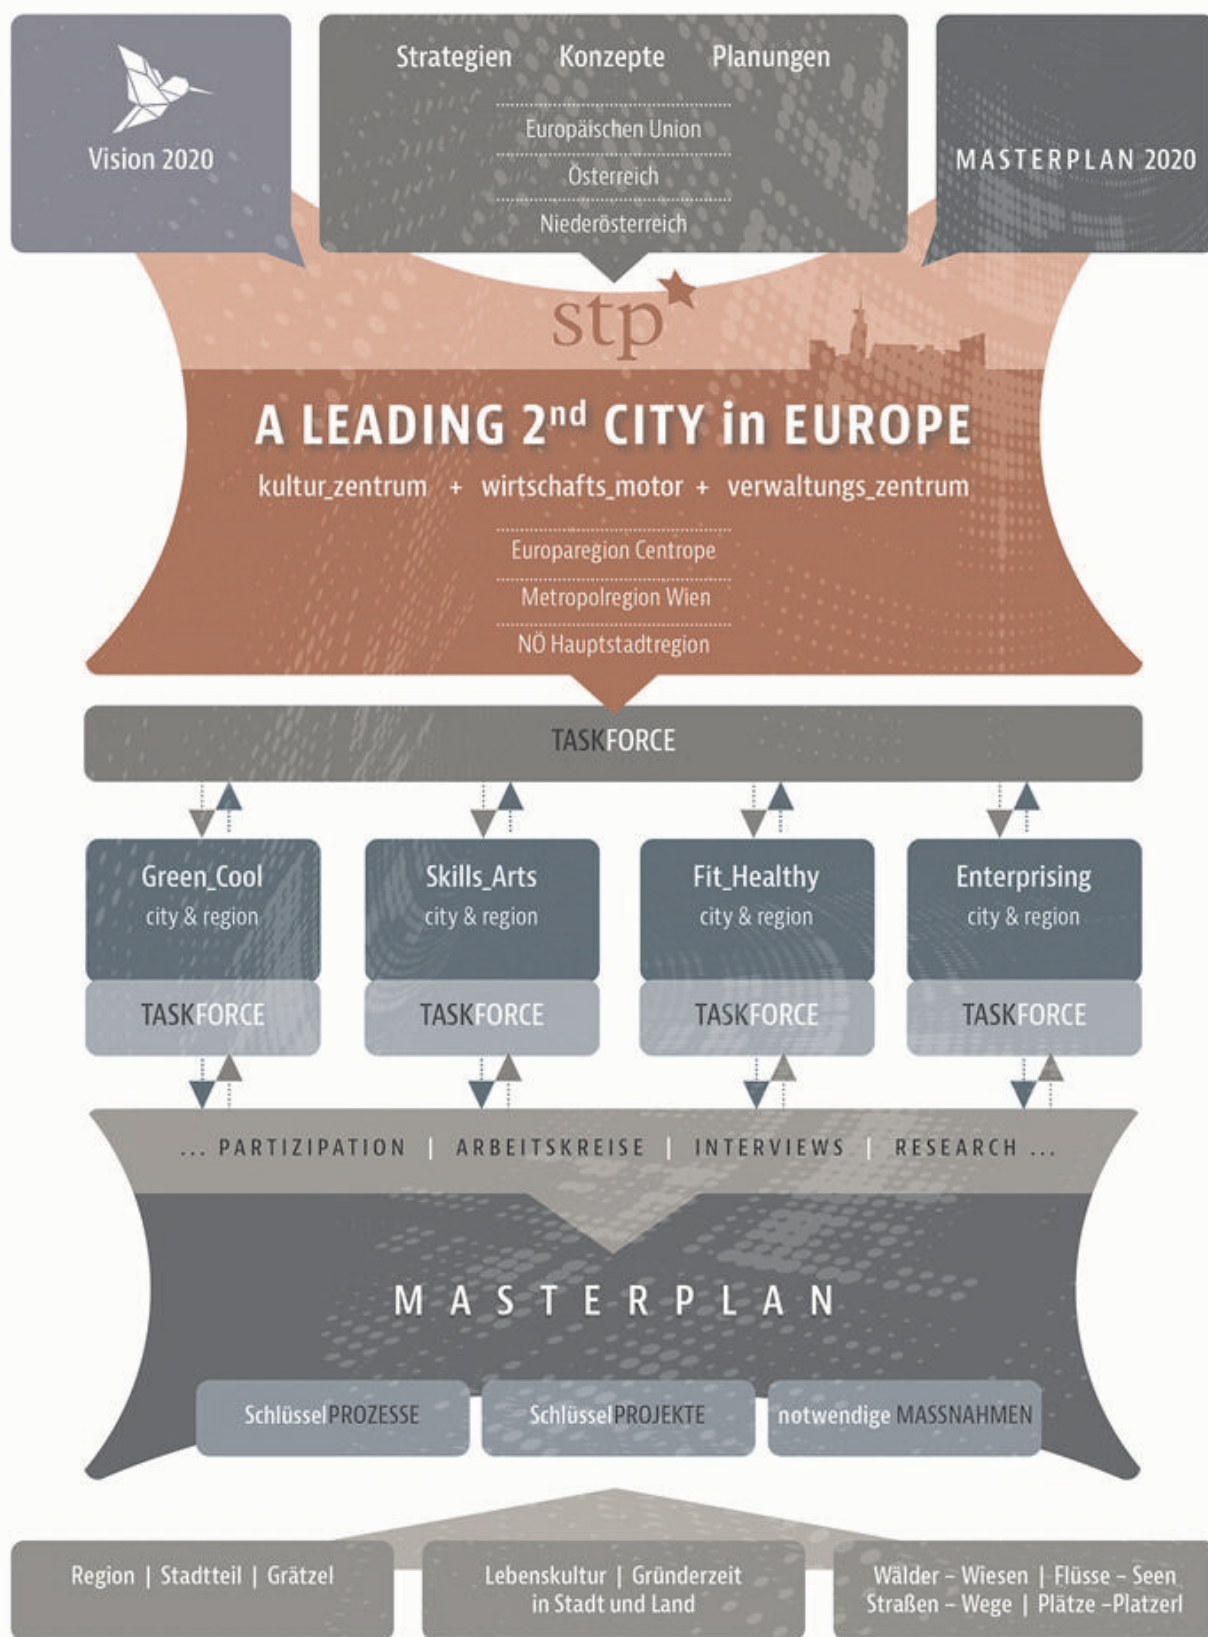 Vision 2020
Strategien Konzepte Planungen
Europäischen Union
Österreich
Niederösterreich
MASTERPLAN 2020
stp
A LEADING 2nd CITY in EUROPE
kultur_zentrum + wirtschafts_motor + verwaltungs_zentrum
Europaregion Centrope
Metropolregion Wien
NÖ Hauptstadtregion
TASKFORCE
Green_Cool
city & region
TASKFORCE
Skills_Arts
city & region
TASKFORCE
Fit_Healthy
city & region
TASKFORCE
Enterprising
city & region
TASKFORCE
... PARTIZIPATION | ARBEITSKREISE | INTERVIEWS | RESEARCH ...
MASTERPLAN
SchlüsselPROZESSE
SchlüsselPROJEKTE
notwendige MASSNAHMEN
Region | Stadtteil | Grätzel
Lebenskultur | Gründerzeit
in Stadt und Land
Wälder – Wiesen | Flüsse – Seen
Straßen – Wege | Plätze –Platzerl